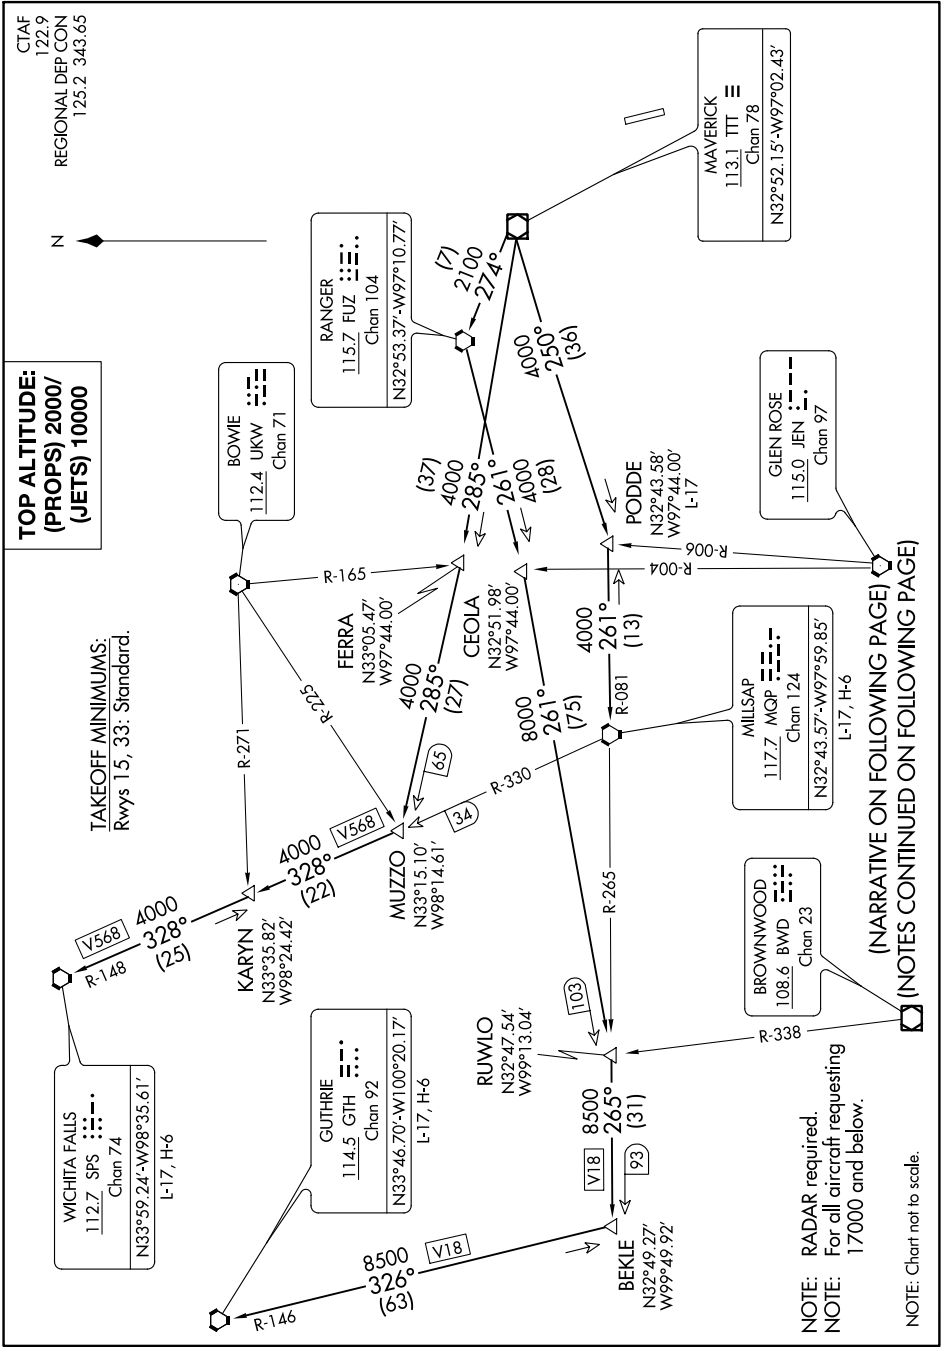 CTAF
122.9
REGIONAL DEP CON
125.2 343.65
TOP ALTITUDE:
(PROPS) 2000/
(JETS) 10000
N
TAKEOFF MINIMUMS:
Rwys 15, 33: Standard.
WICHITA FALLS
112.7 SPS
Chan 74
N33°59.24'-W98°35.61'
L-17, H-6
BOWIE
112.4 UKW
Chan 71
RANGER
115.7 FUZ
Chan 104
N32°53.37'-W97°10.77'
MAVERICK
113.1 TTT
Chan 78
N32°52.15'-W97°02.43'
GUTHRIE
114.5 GTH
Chan 92
N33°46.70'-W100°20.17'
L-17, H-6
GLEN ROSE
115.0 JEN
Chan 97
MILLSAP
117.7 MQP
Chan 124
N32°43.57'-W97°59.85'
L-17, H-6
BROWNWOOD
108.6 BWD
Chan 23
R-148
V568
4000
328°
(25)
KARYN
N33°35.82'
W98°24.42'
R-271
4000
328°
(22)
V568
MUZZO
N33°15.10'
W98°14.61'
R-225
R-165
65
34
R-330
4000
285°
(27)
FERRA
N33°05.47'
W97°44.00'
(37)
4000
285°
(7)
2100
274°
261°
4000
(28)
CEOLA
N32°51.98'
W97°44.00'
4000
250°
(36)
PODDE
N32°43.58'
W97°44.00'
L-17
R-006
R-004
4000
261°
(13)
R-081
8000
261°
(75)
R-265
103
RUWLO
N32°47.54'
W99°13.04'
R-338
8500
265°
(31)
V18
93
BEKLE
N32°49.27'
W99°49.92'
8500
326°
(63)
V18
R-146
(NARRATIVE ON FOLLOWING PAGE)
(NOTES CONTINUED ON FOLLOWING PAGE)
NOTE: RADAR required.
NOTE: For all aircraft requesting
17000 and below.
NOTE: Chart not to scale.